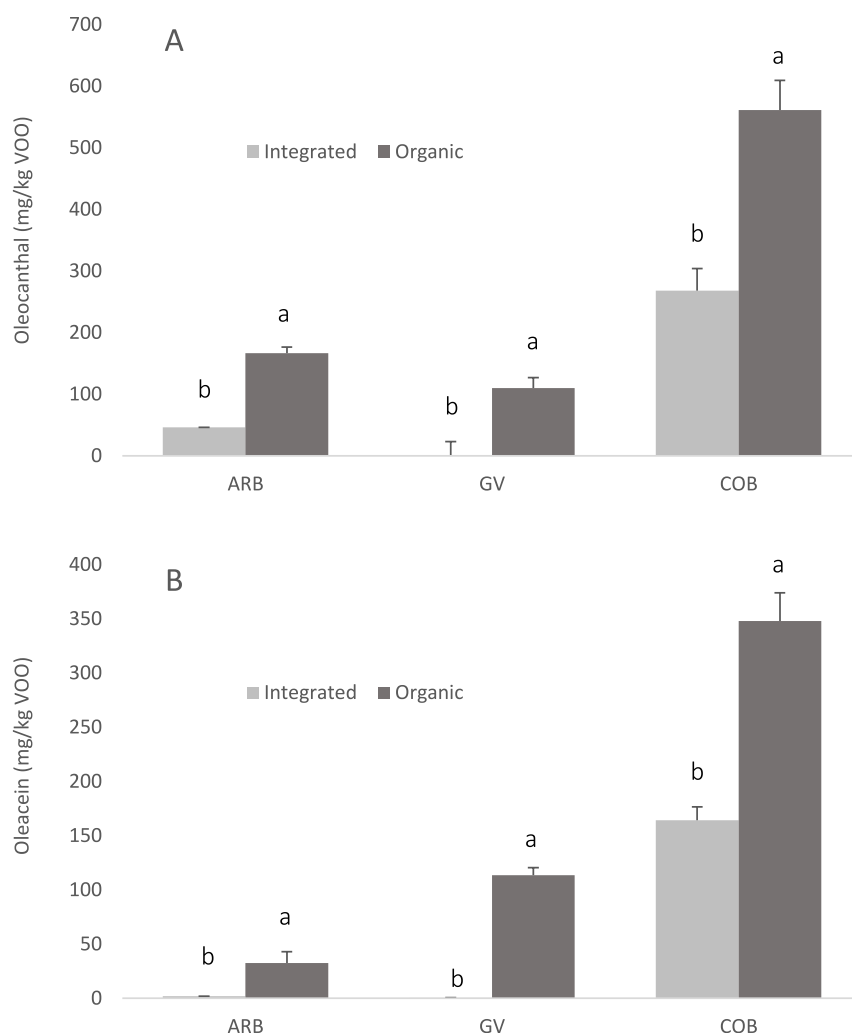 700
A
a
600
Integrated Organic
500
400
b
300
a
200
a
b
b
100
0
ARB GV COB
Oleocanthal (mg/kg VOO)
400
B
a
350
300
Integrated Organic
250
200
b
150
a
100
a
50
b
b
0
ARB GV COB
Oleacein (mg/kg VOO)